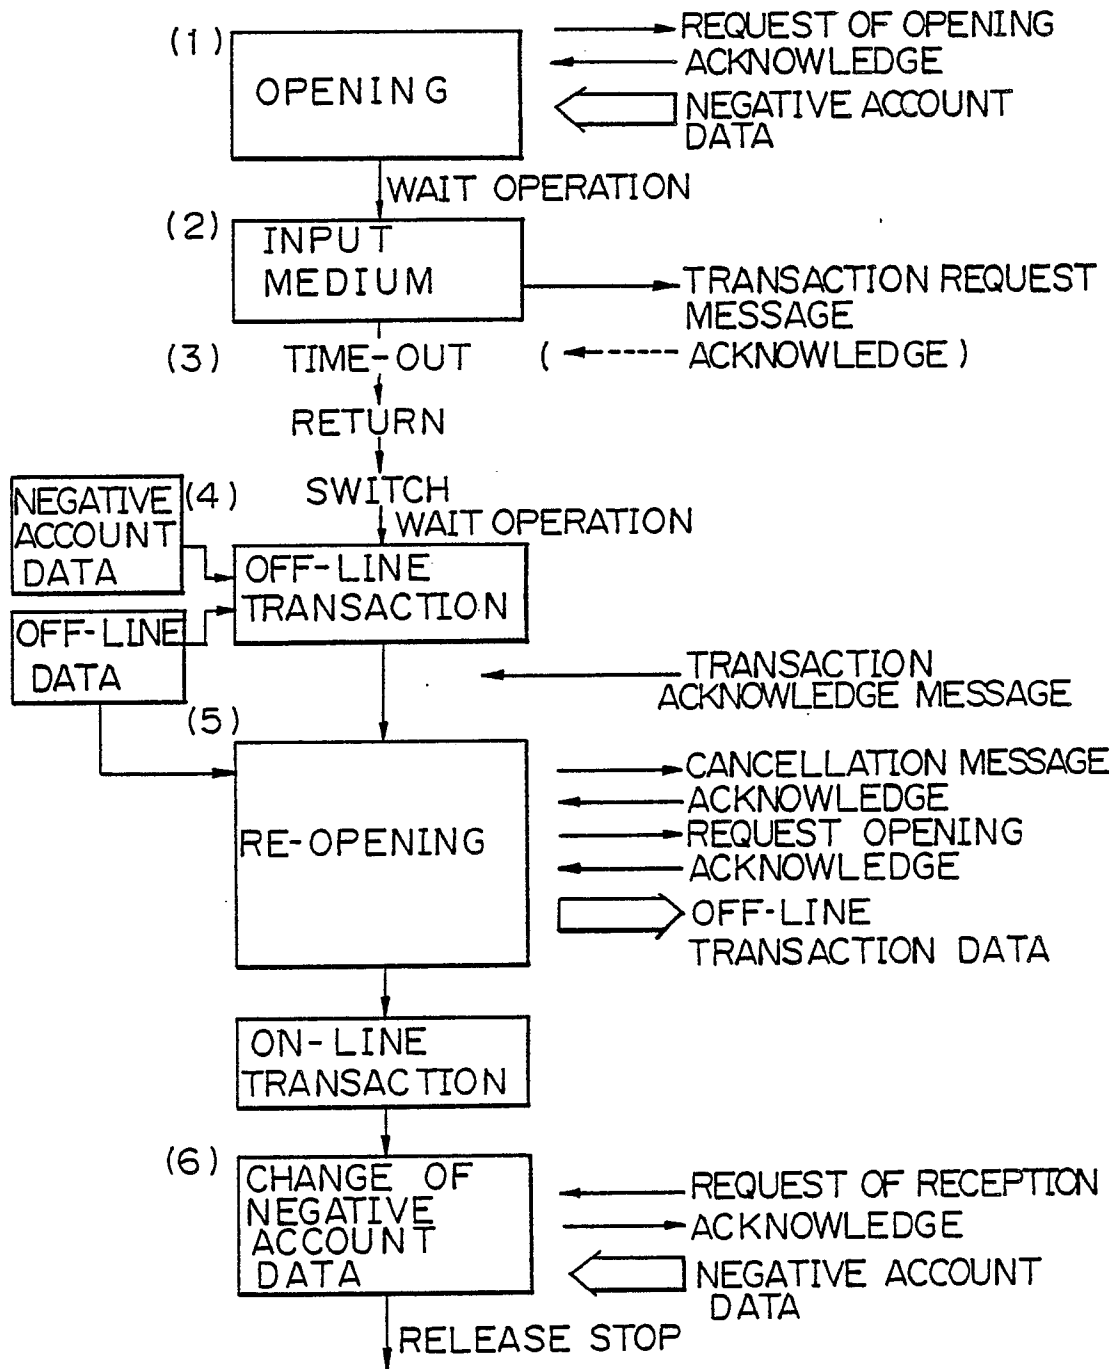 (1)
OPENING
REQUEST OF OPENING
ACKNOWLEDGE
NEGATIVE ACCOUNT
DATA
WAIT OPERATION
(2)
INPUT
MEDIUM
TRANSACTION REQUEST
MESSAGE
(3)
TIME-OUT
( ACKNOWLEDGE )
RETURN
SWITCH
WAIT OPERATION
(4)
NEGATIVE
ACCOUNT
DATA
OFF-LINE
TRANSACTION
OFF-LINE
DATA
TRANSACTION
ACKNOWLEDGE MESSAGE
(5)
RE-OPENING
CANCELLATION MESSAGE
ACKNOWLEDGE
REQUEST OPENING
ACKNOWLEDGE
OFF-LINE
TRANSACTION DATA
ON-LINE
TRANSACTION
(6)
CHANGE OF
NEGATIVE
ACCOUNT
DATA
REQUEST OF RECEPTION
ACKNOWLEDGE
NEGATIVE ACCOUNT
DATA
RELEASE STOP